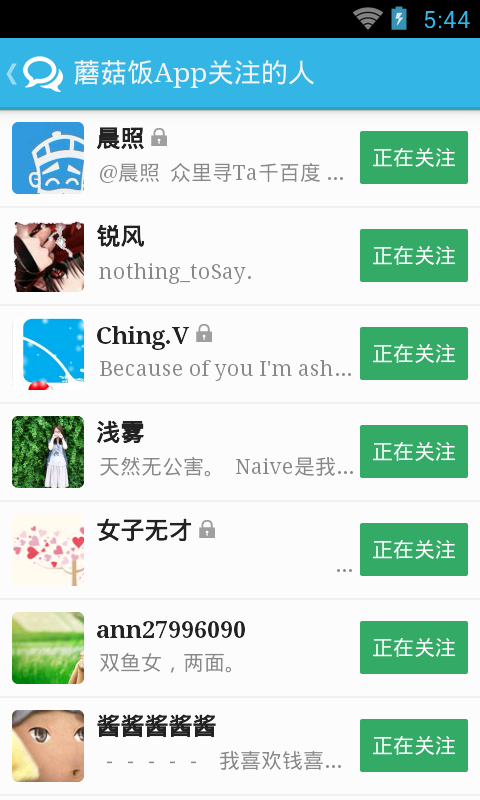 5:44
蘑菇饭App关注的人
晨照
@晨照 众里寻Ta千百度 ...
正在关注
锐风
nothing_toSay.
正在关注
Ching.V
Because of you I'm ash...
正在关注
浅雾
天然无公害。 Naive是我...
正在关注
女子无才
...
正在关注
ann27996090
双鱼女，两面。
正在关注
酱酱酱酱酱
- - - - - 我喜欢钱喜...
正在关注